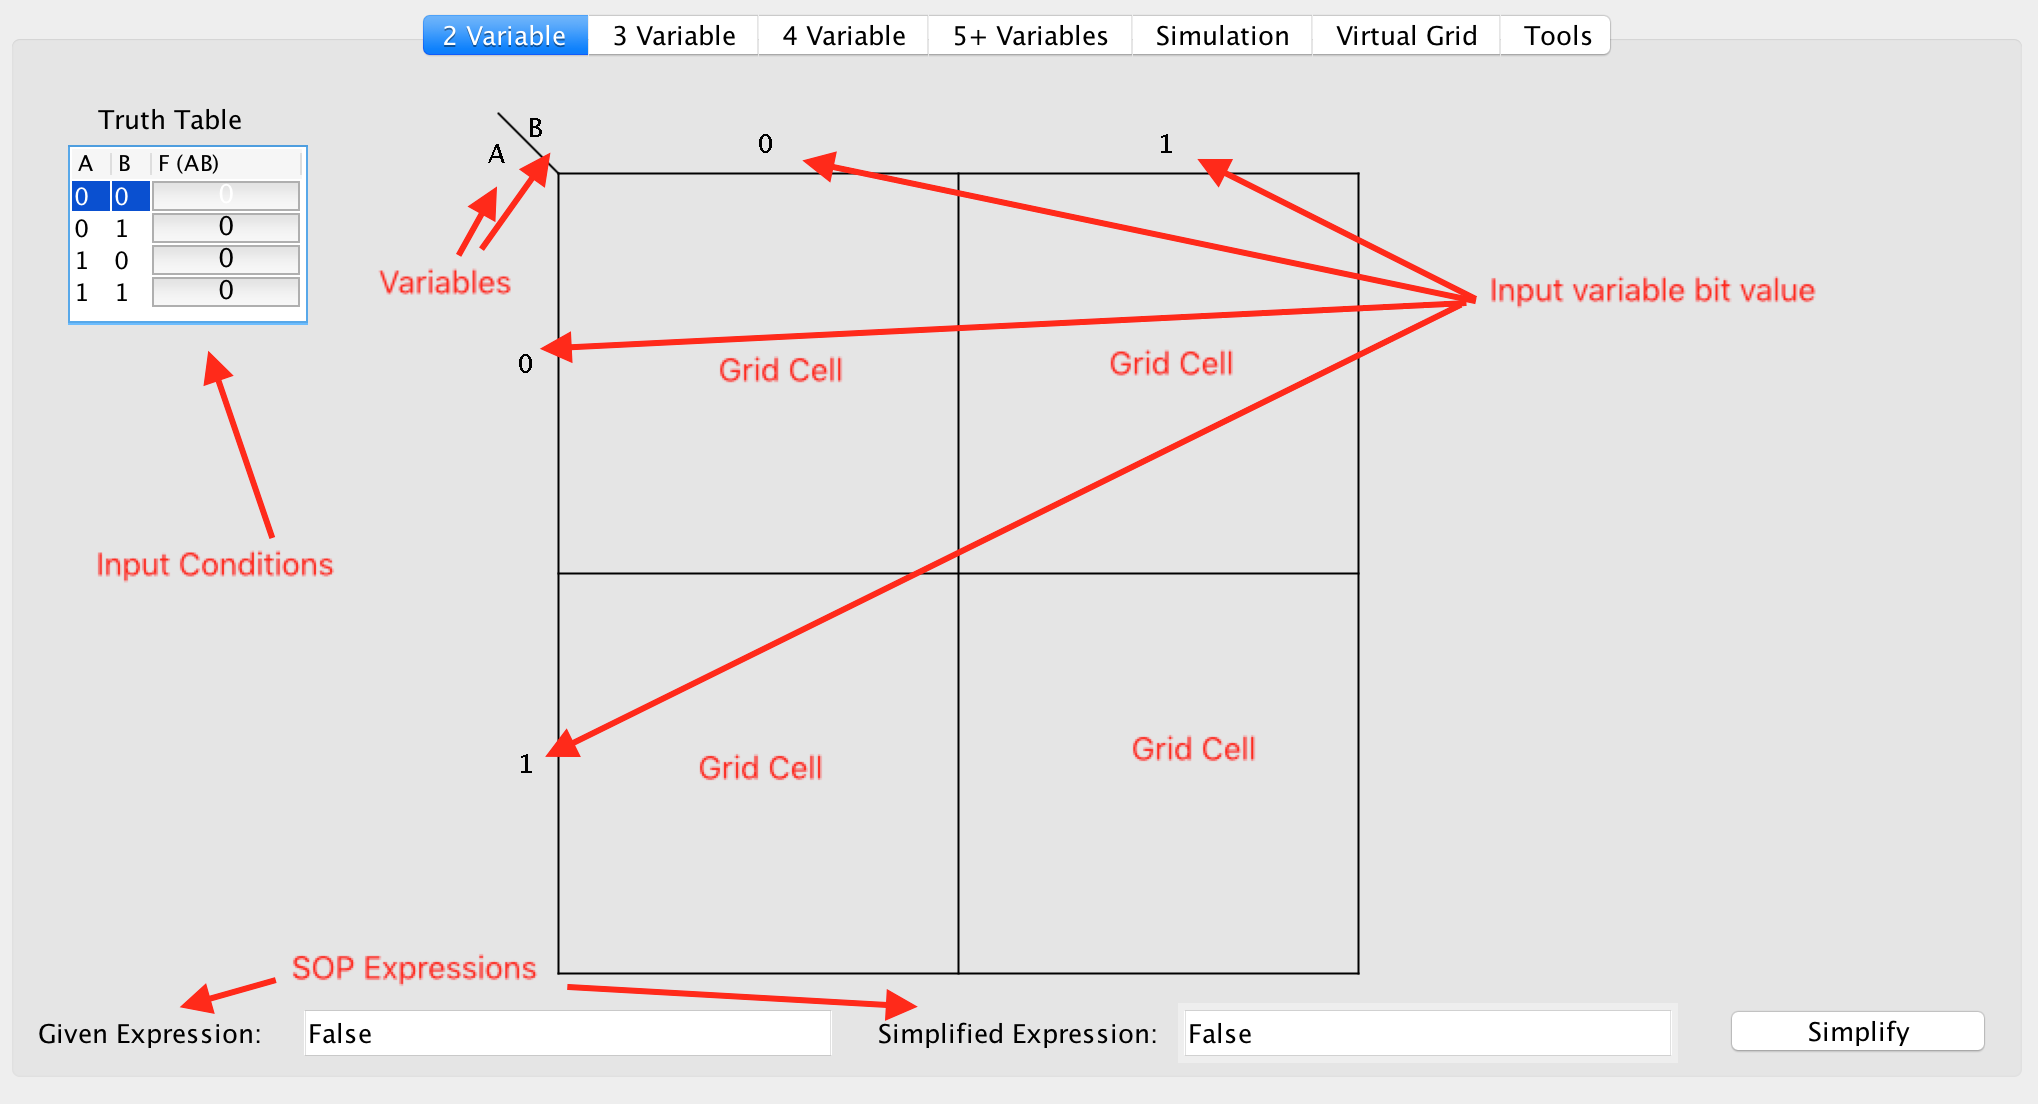 2 Variable 3 Variable 4 Variable 5+ Variables Simulation Virtual Grid Tools
Truth Table
A B F (AB)
0 0 0
0 1 0
1 0 0
1 1 0
B
A
0 1
Variables
Input variable bit value
0
Grid Cell Grid Cell
Input Conditions
1
Grid Cell Grid Cell
SOP Expressions
Given Expression: False Simplified Expression: False Simplify